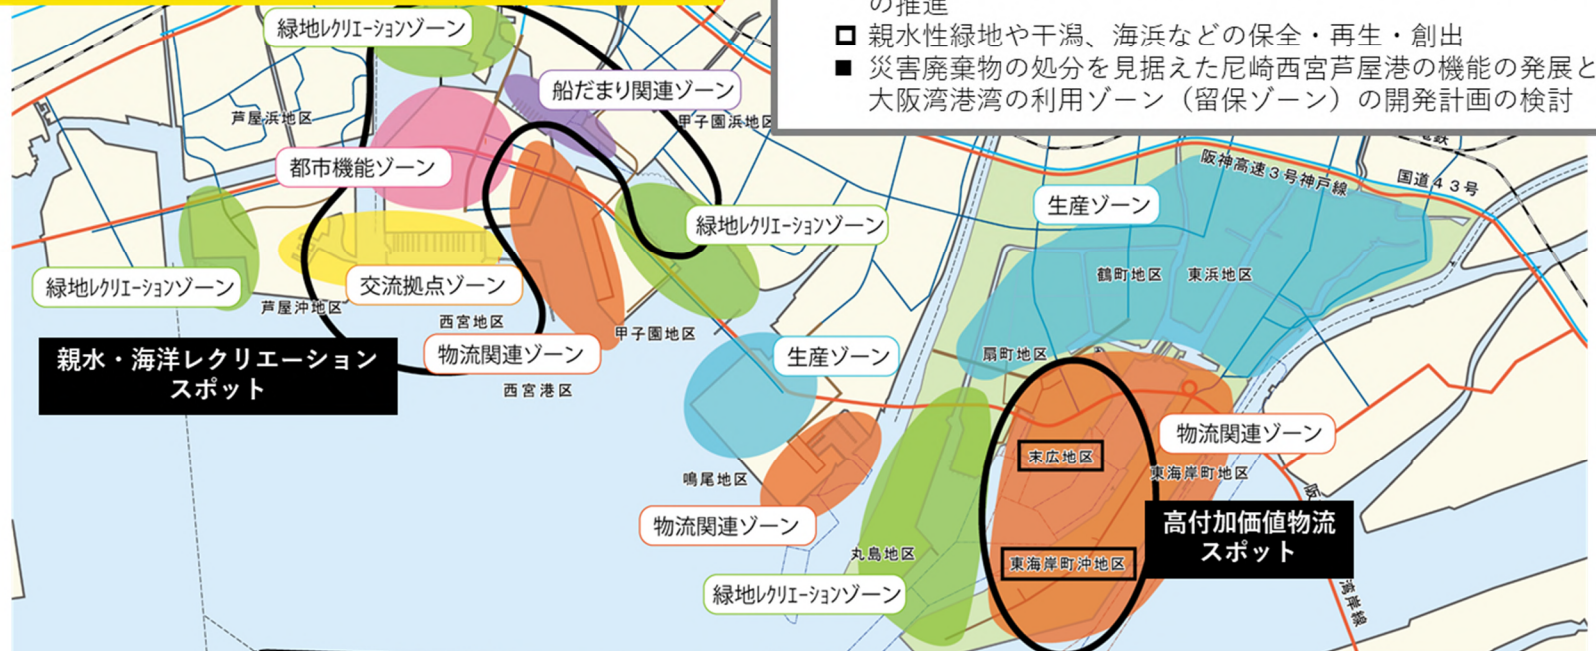 の推進
親水性緑地や干潟、海浜などの保全・再生・創出
■ 災害廃棄物の処分を見据えた尼崎西宮芦屋港の機能の発展と
大阪湾港湾の利用ゾーン（留保ゾーン）の開発計画の検討
緑地ﾚｸﾘｴｰｼｮﾝゾーン
船だまり関連ゾーン
芦屋浜地区
甲子園浜地区
都市機能ゾーン
阪神高速3号神戸線
国道43号
生産ゾーン
緑地ﾚｸﾘｴｰｼｮﾝゾーン
緑地ﾚｸﾘｴｰｼｮﾝゾーン
交流拠点ゾーン
鶴町地区
東浜地区
芦屋沖地区
西宮地区
甲子園地区
物流関連ゾーン
生産ゾーン
扇町地区
親水・海洋レクリエーション
スポット
西宮港区
物流関連ゾーン
末広地区
東海岸町地区
鳴尾地区
物流関連ゾーン
高付加価値物流
スポット
丸島地区
東海岸町沖地区
緑地ﾚｸﾘｴｰｼｮﾝゾーン
湾岸線